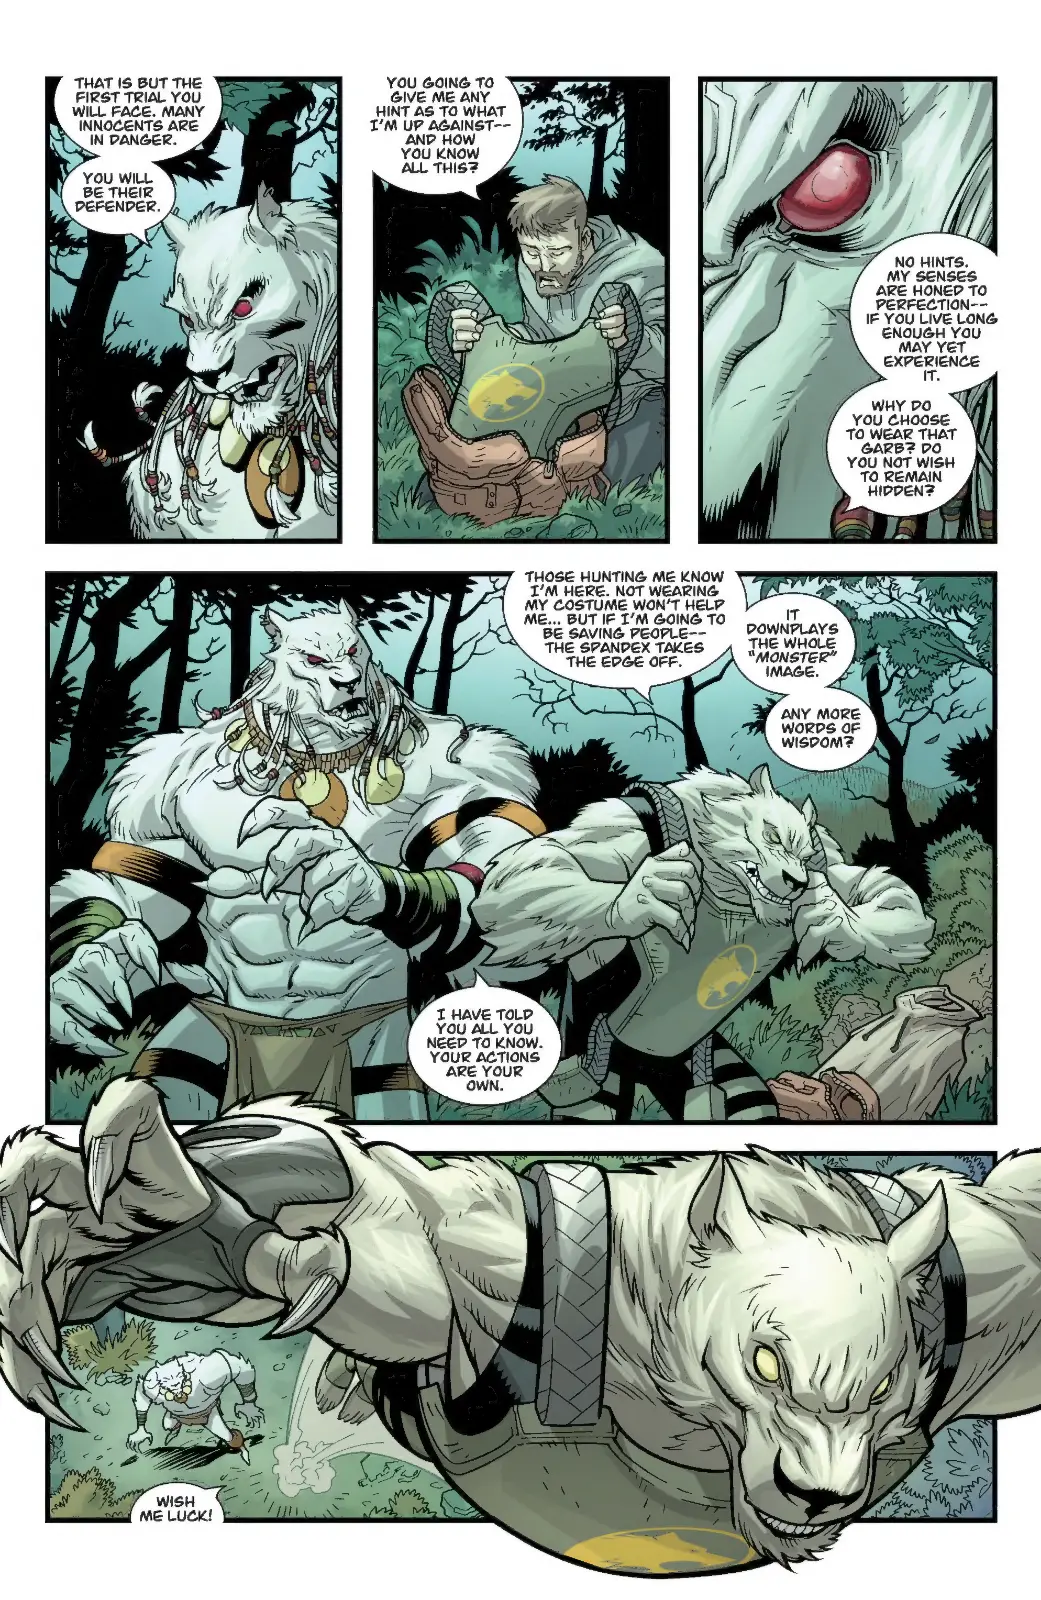 THAT IS BUT THE
FIRST TRIAL YOU
WILL FACE. MANY
INNOCENTS ARE
IN DANGER.
YOU WILL
BE THEIR
DEFENDER.
YOU GOING TO
GIVE ME ANY
HINT AS TO WHAT
I'M UP AGAINST--
AND HOW
YOU KNOW
ALL THIS?
NO HINTS.
MY SENSES
ARE HONED TO
PERFECTION--
IF YOU LIVE LONG
ENOUGH YOU
MAY YET
EXPERIENCE
IT.
WHY DO
YOU CHOOSE
TO WEAR THAT
GARB? DO
YOU NOT WISH
TO REMAIN
HIDDEN?
THOSE HUNTING ME KNOW
I'M HERE. NOT WEARING
MY COSTUME WON'T HELP
ME... BUT IF I'M GOING TO
BE SAVING PEOPLE--
THE SPANDEX TAKES
THE EDGE OFF.
IT
DOWNPLAYS
THE WHOLE
"MONSTER"
IMAGE.
ANY MORE
WORDS OF
WISDOM?
I HAVE TOLD
YOU ALL YOU
NEED TO KNOW.
YOUR ACTIONS
ARE YOUR
OWN.
WISH
ME LUCK!